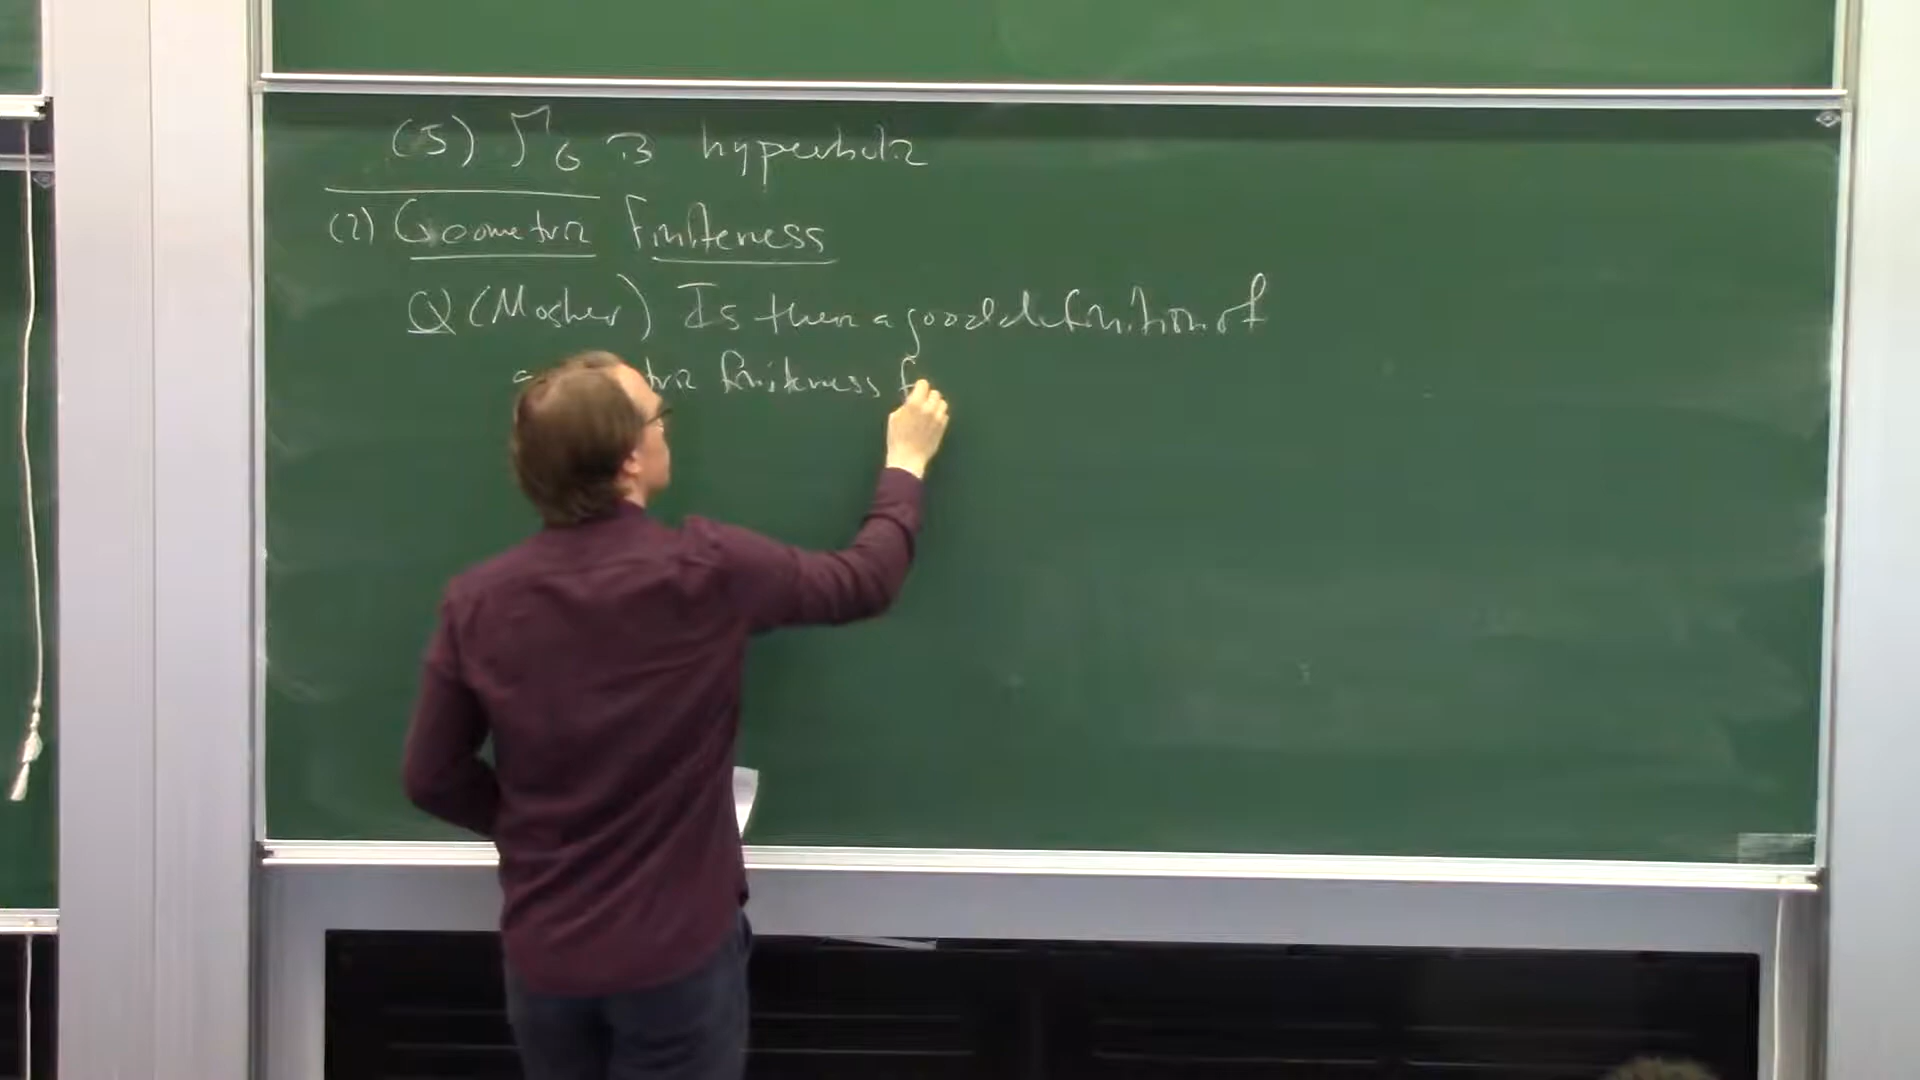 (5) Γ_G is hyperbolic
(2) Geometric Finiteness
Q (Mosher) Is there a good definition of
finiteness f